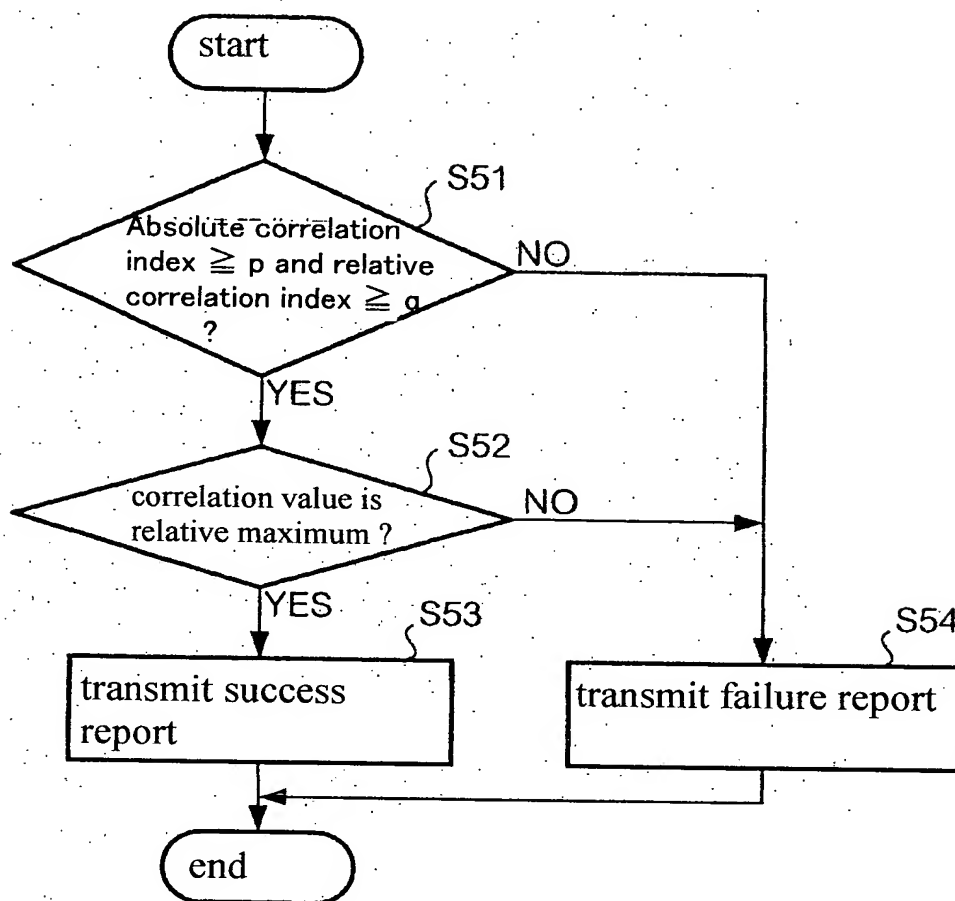 start
S51
Absolute correlation
index ≧ p and relative
correlation index ≧ q
?
NO
YES
S52
correlation value is
relative maximum ?
NO
YES
S53
transmit success
report
S54
transmit failure report
end